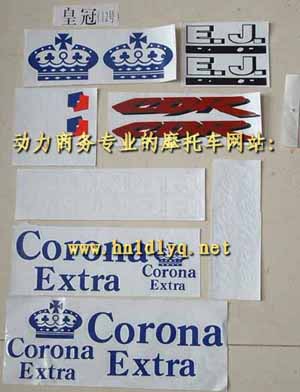 皇冠
E.J.
E.J.
CBR
CBR
动力商务专业的摩托车网站:
www.hnldlyq.net
Corona
Extra
Corona
Extra
Corona
Extra
Corona
Extra